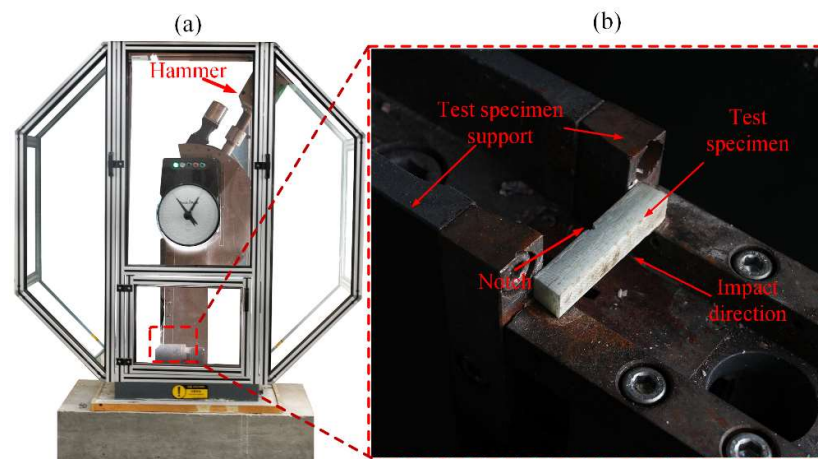 (a)
(b)
Hammer
Test specimen
support
Test
specimen
Notch
Impact
direction